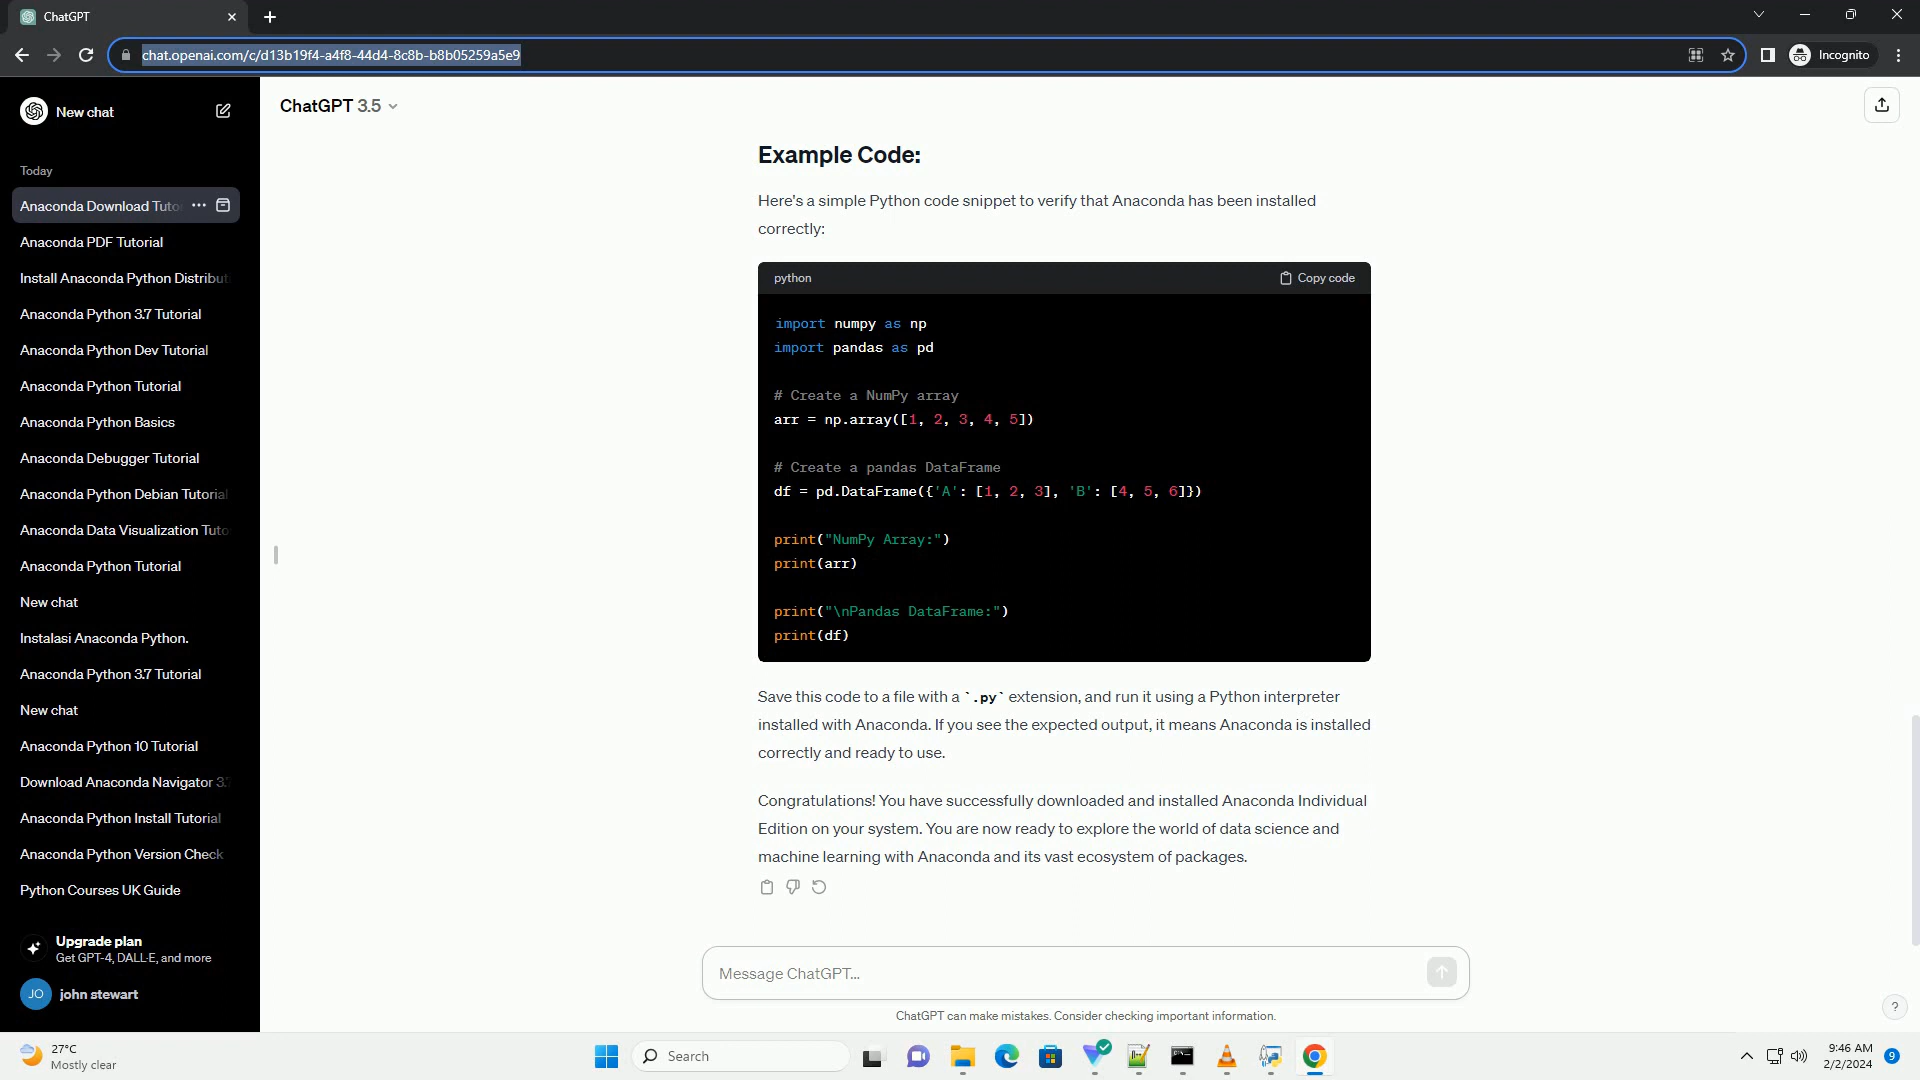 ChatGPT
chat.openai.com/c/d13b19f4-a4f8-44d4-8c8b-b8b05259a5e9
Incognito
New chat
ChatGPT 3.5
Today
Anaconda Download Tuto
Anaconda PDF Tutorial
Install Anaconda Python Distribut
Anaconda Python 3.7 Tutorial
Anaconda Python Dev Tutorial
Anaconda Python Tutorial
Anaconda Python Basics
Anaconda Debugger Tutorial
Anaconda Python Debian Tutorial
Anaconda Data Visualization Tuto
Anaconda Python Tutorial
New chat
Instalasi Anaconda Python.
Anaconda Python 3.7 Tutorial
New chat
Anaconda Python 10 Tutorial
Download Anaconda Navigator 3.7
Anaconda Python Install Tutorial
Anaconda Python Version Check
Python Courses UK Guide
Upgrade plan
Get GPT-4, DALL·E, and more
JO john stewart
Example Code:
Here's a simple Python code snippet to verify that Anaconda has been installed
correctly:
python Copy code
import numpy as np
import pandas as pd
# Create a NumPy array
arr = np.array([1, 2, 3, 4, 5])
# Create a pandas DataFrame
df = pd.DataFrame({'A': [1, 2, 3], 'B': [4, 5, 6]})
print("NumPy Array:")
print(arr)
print("\nPandas DataFrame:")
print(df)
Save this code to a file with a `.py` extension, and run it using a Python interpreter
installed with Anaconda. If you see the expected output, it means Anaconda is installed
correctly and ready to use.
Congratulations! You have successfully downloaded and installed Anaconda Individual
Edition on your system. You are now ready to explore the world of data science and
machine learning with Anaconda and its vast ecosystem of packages.
Message ChatGPT...
ChatGPT can make mistakes. Consider checking important information.
?
27°C
Mostly clear
Search
9:46 AM
2/2/2024
9